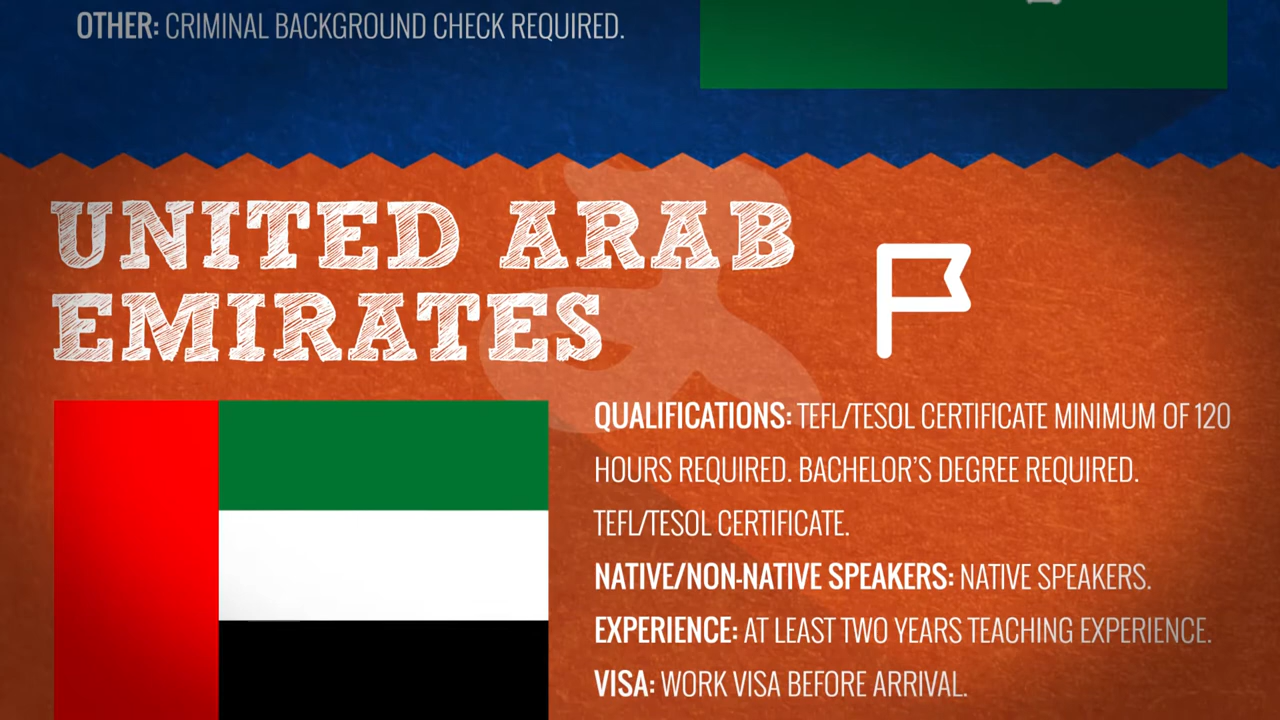 OTHER: CRIMINAL BACKGROUND CHECK REQUIRED.
UNITED ARAB
EMIRATES
QUALIFICATIONS: TEFL/TESOL CERTIFICATE MINIMUM OF 120
HOURS REQUIRED. BACHELOR'S DEGREE REQUIRED.
TEFL/TESOL CERTIFICATE.
NATIVE/NON-NATIVE SPEAKERS: NATIVE SPEAKERS.
EXPERIENCE: AT LEAST TWO YEARS TEACHING EXPERIENCE.
VISA: WORK VISA BEFORE ARRIVAL.